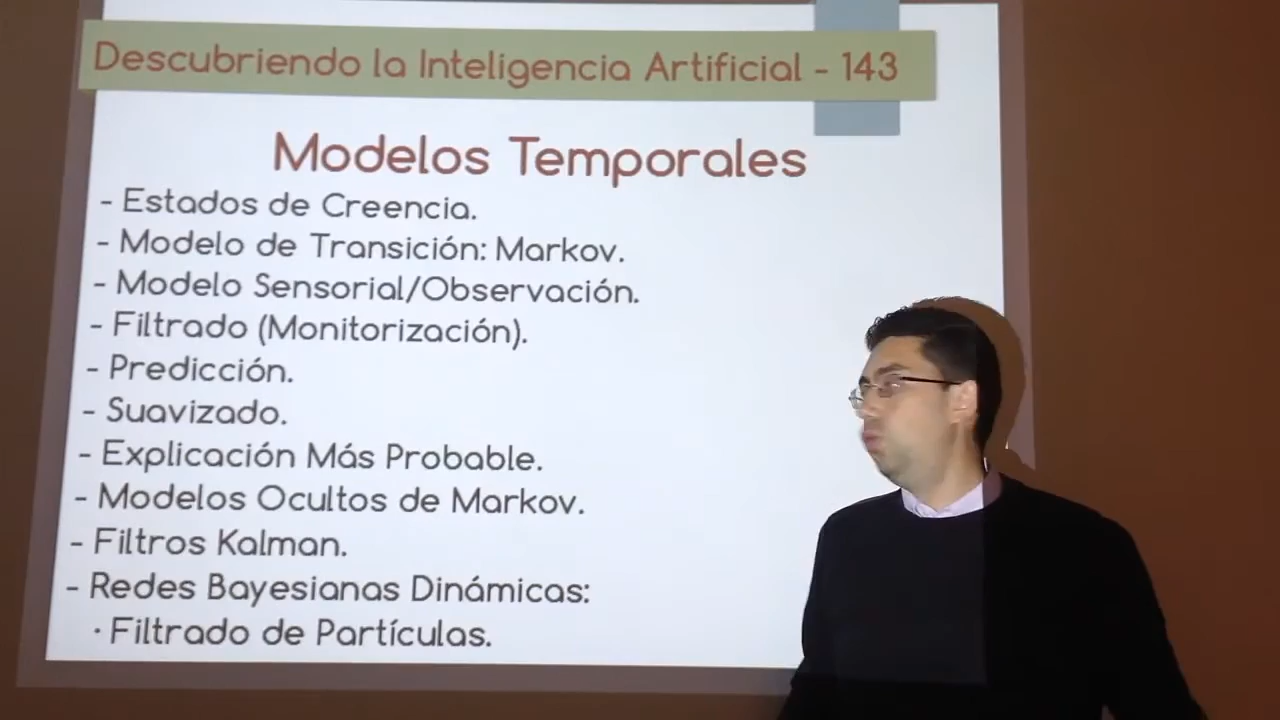 Descubriendo la Inteligencia Artificial - 143
Modelos Temporales
- Estados de Creencia.
- Modelo de Transición: Markov.
- Modelo Sensorial/Observación.
- Filtrado (Monitorización).
- Predicción.
- Suavizado.
- Explicación Más Probable.
- Modelos Ocultos de Markov.
- Filtros Kalman.
- Redes Bayesianas Dinámicas:
· Filtrado de Partículas.